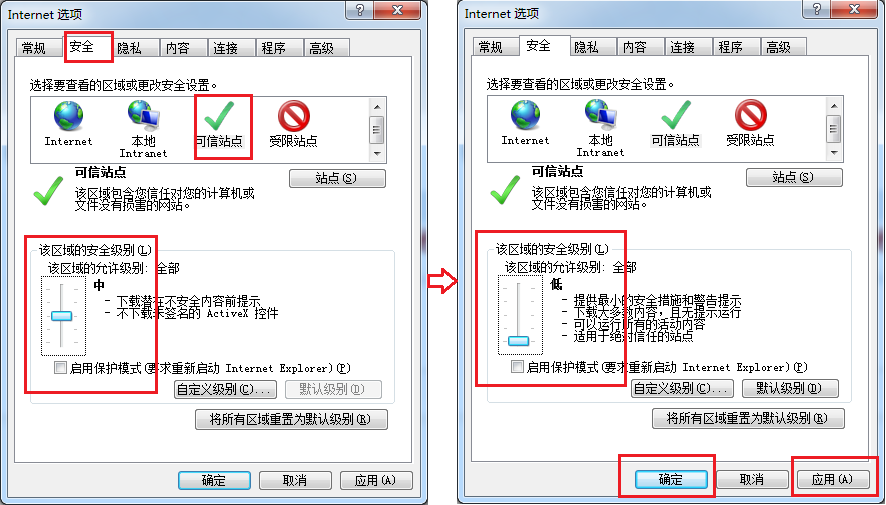 Internet 选项
常规 安全 隐私 内容 连接 程序 高级
选择要查看的区域或更改安全设置。
Internet 本地 Intranet 可信站点 受限站点
可信站点
站点(S)
该区域包含您信任对您的计算机或
文件没有损害的网站。
该区域的安全级别(L)
该区域的允许级别: 全部
中
- 下载潜在不安全内容前提示
- 不下载未签名的 ActiveX 控件
启用保护模式(要求重新启动 Internet Explorer)(P)
自定义级别(C)... 默认级别(D)
将所有区域重置为默认级别(R)
确定 取消 应用(A)
Internet 选项
常规 安全 隐私 内容 连接 程序 高级
选择要查看的区域或更改安全设置。
Internet 本地 Intranet 可信站点 受限站点
可信站点
站点(S)
该区域包含您信任对您的计算机或
文件没有损害的网站。
该区域的安全级别(L)
该区域的允许级别: 全部
低
- 提供最小的安全措施和警告提示
- 下载大多数内容，且无提示运行
- 可以运行所有的活动内容
- 适用于绝对信任的站点
启用保护模式(要求重新启动 Internet Explorer)(P)
自定义级别(C)... 默认级别(D)
将所有区域重置为默认级别(R)
确定 取消 应用(A)